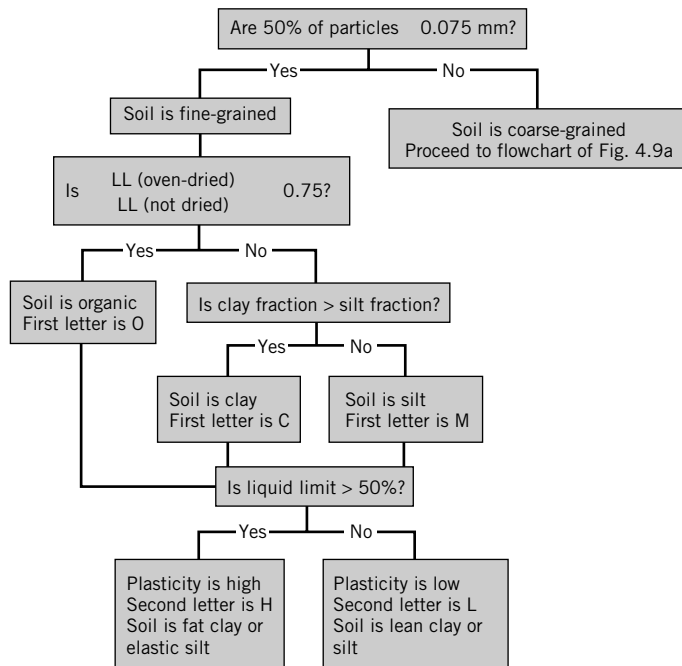 Are 50% of particles 0.075 mm?
Yes
No
Soil is fine-grained
Soil is coarse-grained
Proceed to flowchart of Fig. 4.9a
Is LL (oven-dried) 0.75?
LL (not dried)
Yes
No
Soil is organic
First letter is O
Is clay fraction > silt fraction?
Yes
No
Soil is clay
First letter is C
Soil is silt
First letter is M
Is liquid limit > 50%?
Yes
No
Plasticity is high
Second letter is H
Soil is fat clay or
elastic silt
Plasticity is low
Second letter is L
Soil is lean clay or
silt